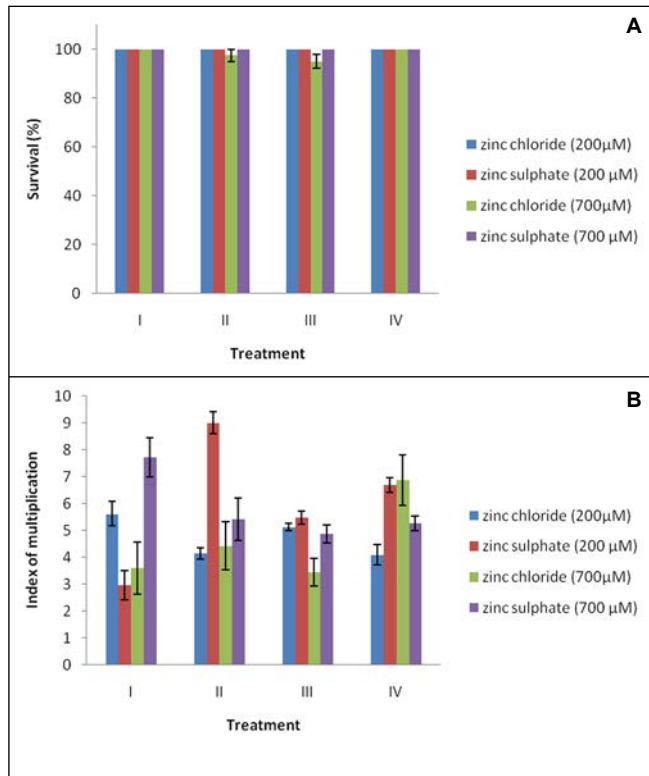 A
100
80
60
40
20
0
Survival (%)
I II III IV
Treatment
zinc chloride (200µM)
zinc sulphate (200 µM)
zinc chloride (700µM)
zinc sulphate (700 µM)
B
10
9
8
7
6
5
4
3
2
1
0
Index of multiplication
I II III IV
Treatment
zinc chloride (200µM)
zinc sulphate (200 µM)
zinc chloride (700µM)
zinc sulphate (700 µM)